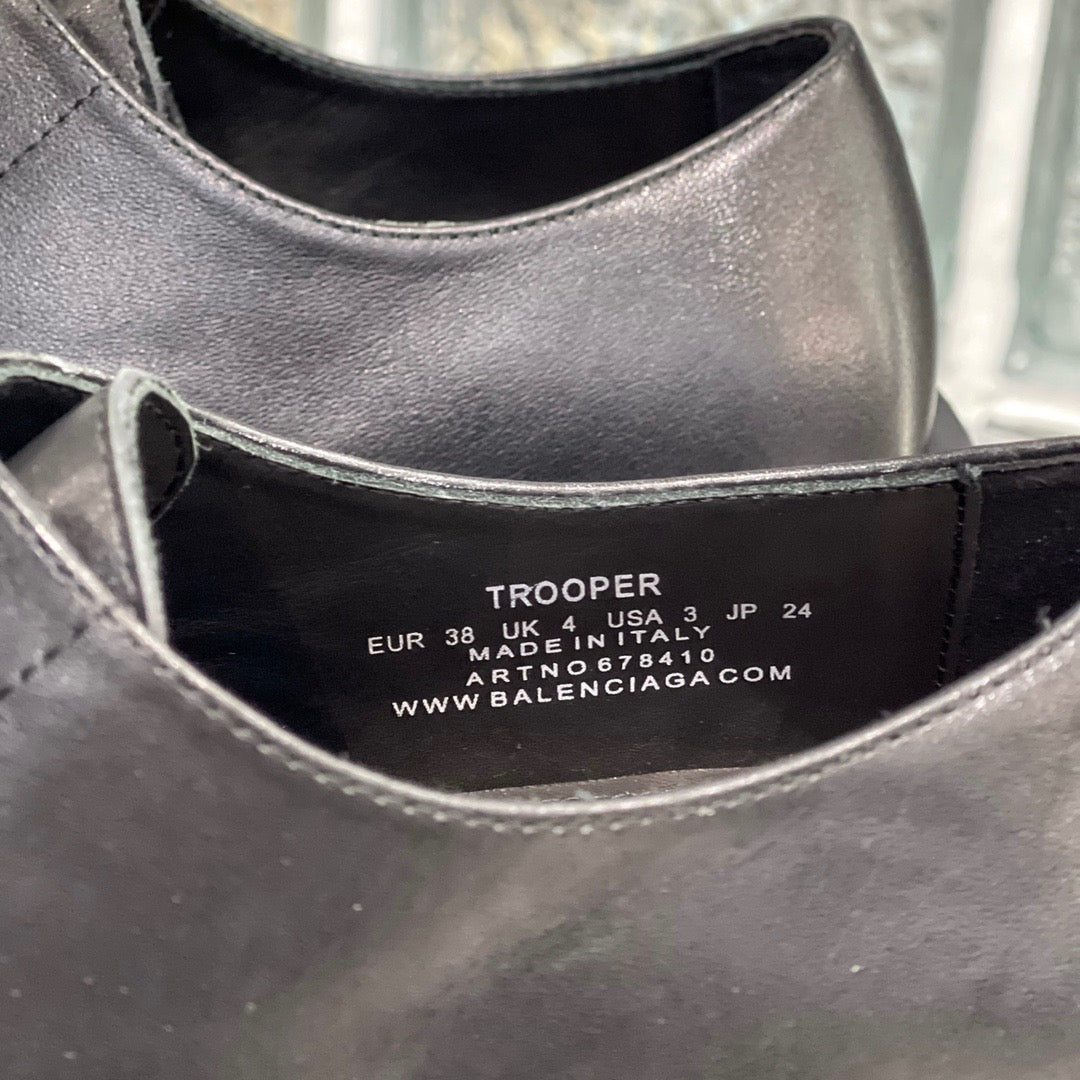 TROOPER
EUR 38 UK 4 USA 3 JP 24
MADE IN ITALY
ARTNO 678410
WWW BALENCIAGA COM